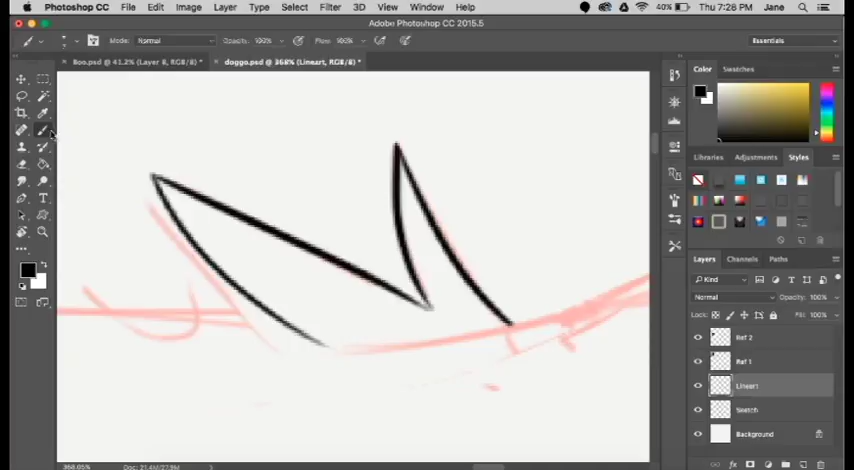 Photoshop CC File Edit Image Layer Type Select Filter 3D View Window Help 40% Thu 7:28 PM Jane
Adobe Photoshop CC 2015.5
Mode: Normal Opacity: 100% Flow: 100% Essentials
× Boo.psd @ 41.2% (Layer 8, RGB/8) * × doggo.psd @ 368% (Lineart, RGB/8) *
Color Swatches
Libraries Adjustments Styles
Layers Channels Paths
Kind
Normal Opacity: 100%
Lock: Fill: 100%
Ref 2
Ref 1
Lineart
Sketch
Background
368.05% Doc: 21.4M/27.9M
fx